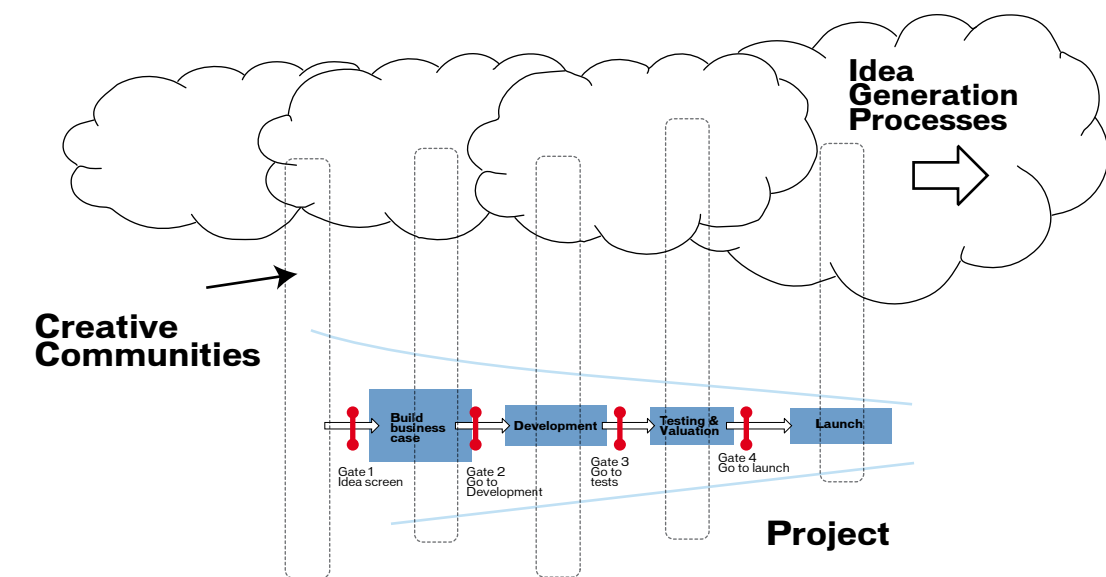 Idea
Generation
Processes
Creative
Communities
Build
business
case
Development
Testing &
Valuation
Launch
Gate 1
Idea screen
Gate 2
Go to
Development
Gate 3
Go to
tests
Gate 4
Go to launch
Project